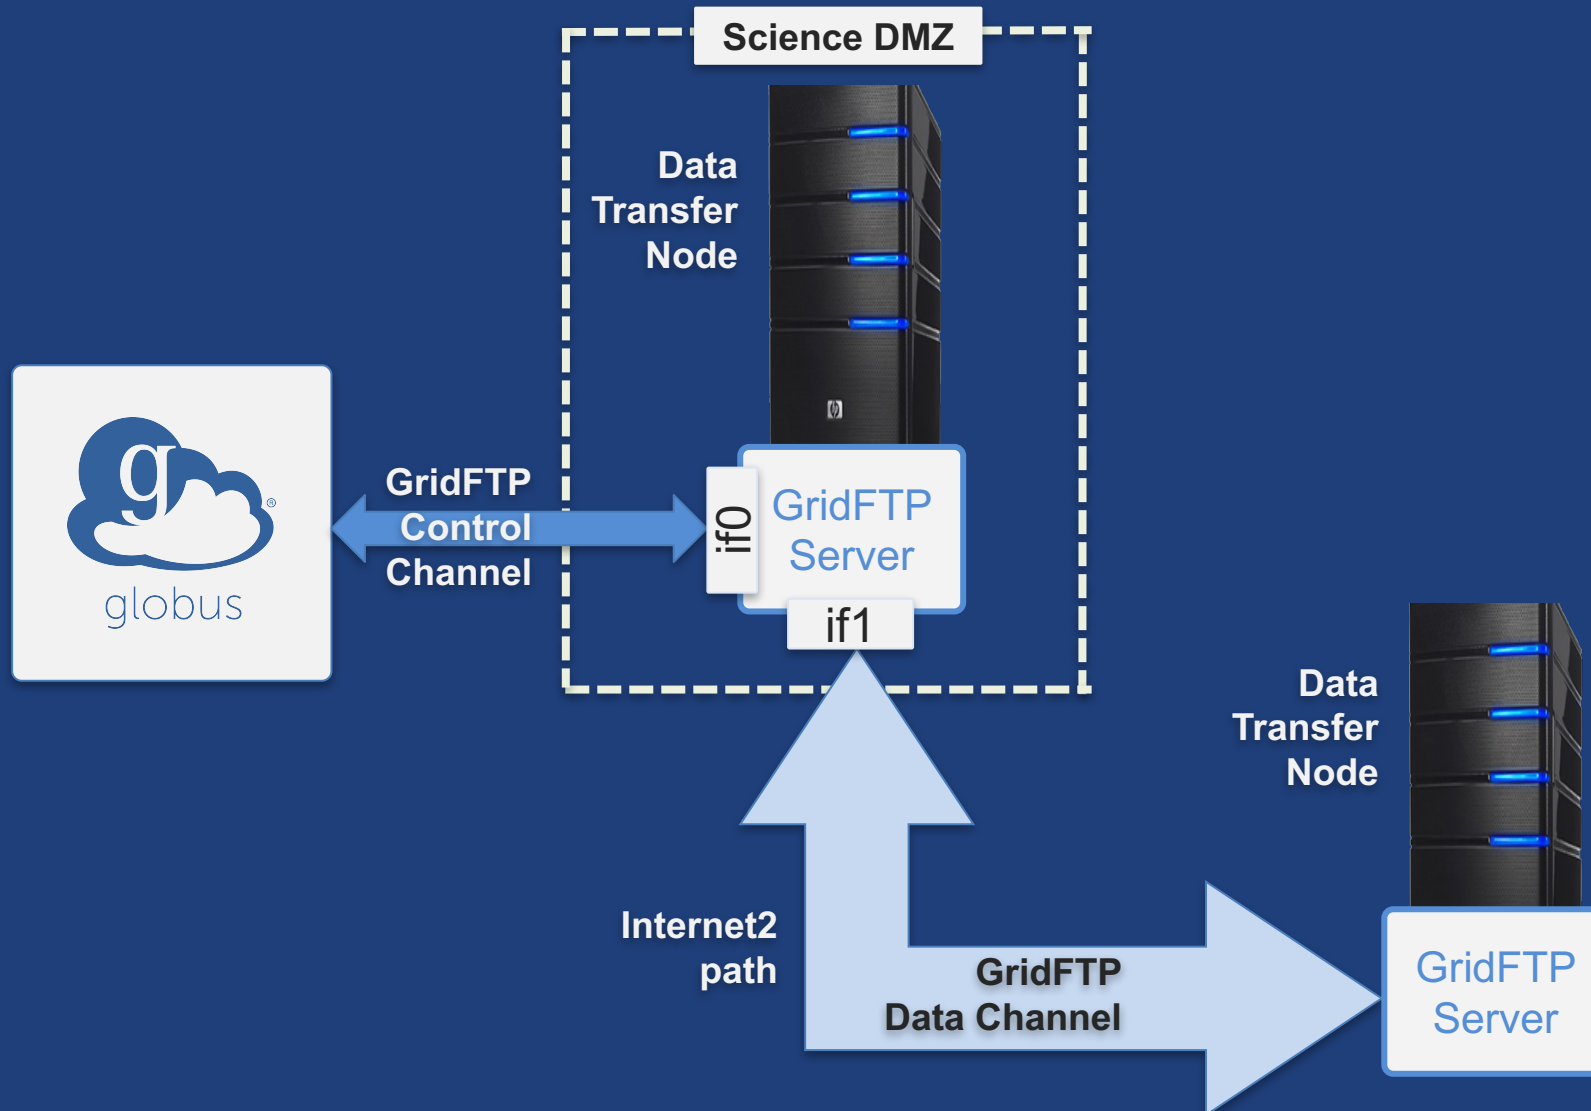 Science DMZ
Data
Transfer
Node
g
®
globus
GridFTP
Control
Channel
if0
GridFTP
Server
if1
Data
Transfer
Node
Internet2
path
GridFTP
Data Channel
GridFTP
Server